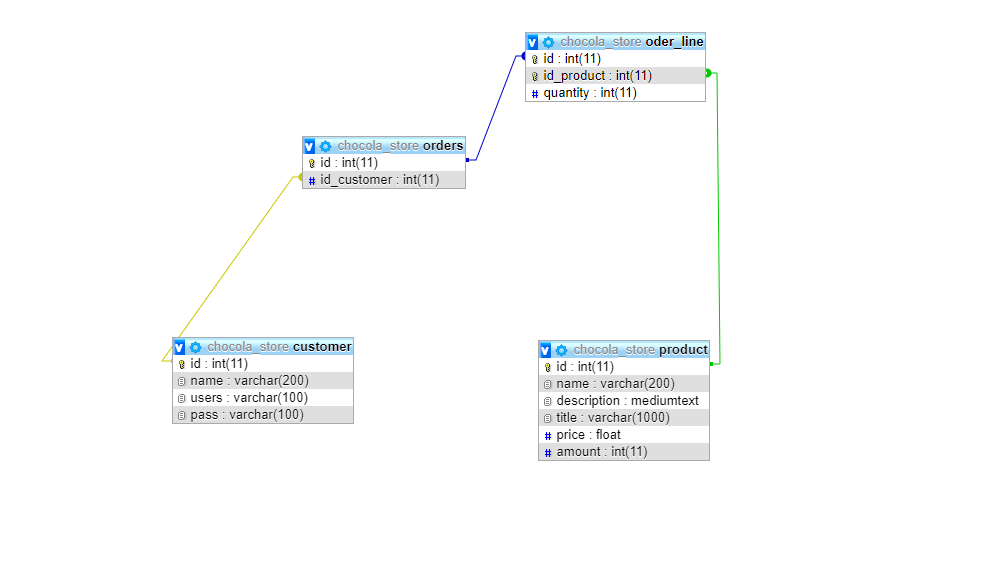 chocola_store oder_line
id : int(11)
id_product : int(11)
# quantity : int(11)
chocola_store orders
id : int(11)
# id_customer : int(11)
chocola_store customer
id : int(11)
name : varchar(200)
users : varchar(100)
pass : varchar(100)
chocola_store product
id : int(11)
name : varchar(200)
description : mediumtext
title : varchar(1000)
# price : float
# amount : int(11)